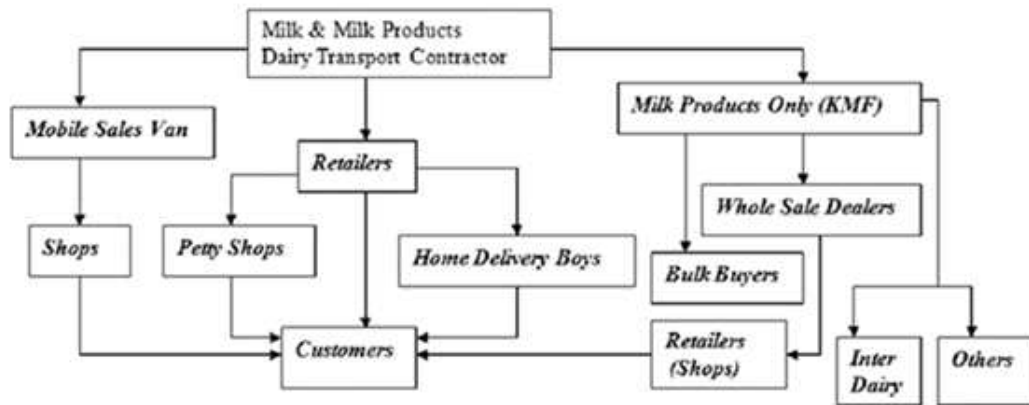 Milk & Milk Products
Dairy Transport Contractor
Milk Products Only (KMF)
Mobile Sales Van
Retailers
Whole Sale Dealers
Shops
Petty Shops
Home Delivery Boys
Bulk Buyers
Customers
Retailers
(Shops)
Inter
Dairy
Others